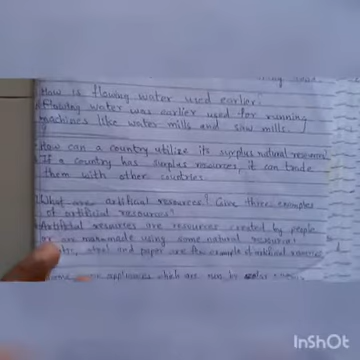 How is flowing water used earlier?
Flowing water was earlier used for running
machines like water mills and saw mills.
How can a country utilize its surplus natural resources?
If a country has surplus resources, it can trade
them with other countries.
What are artificial resources? Give three examples
of artificial resources?
Artificial resources are resources created by people
or are manmade using some natural resource.
steel and paper are the example of artificial resources
appliances which are run by solar
InShOt